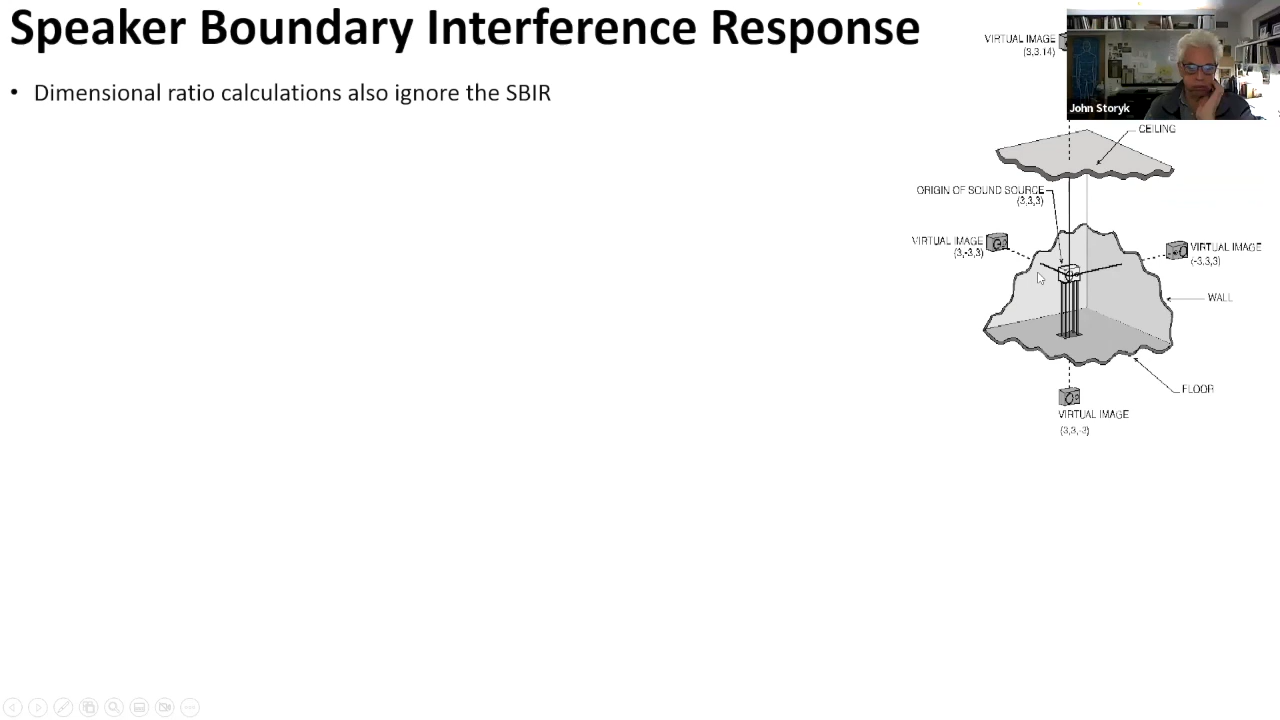 Speaker Boundary Interference Response
• Dimensional ratio calculations also ignore the SBIR
VIRTUAL IMAGE
(3,3.14)
John Storyk
CEILING
ORIGIN OF SOUND SOURCE
(3,3,3)
VIRTUAL IMAGE
(3,-3,3)
VIRTUAL IMAGE
(-3,3,3)
WALL
FLOOR
VIRTUAL IMAGE
(3,3,-3)